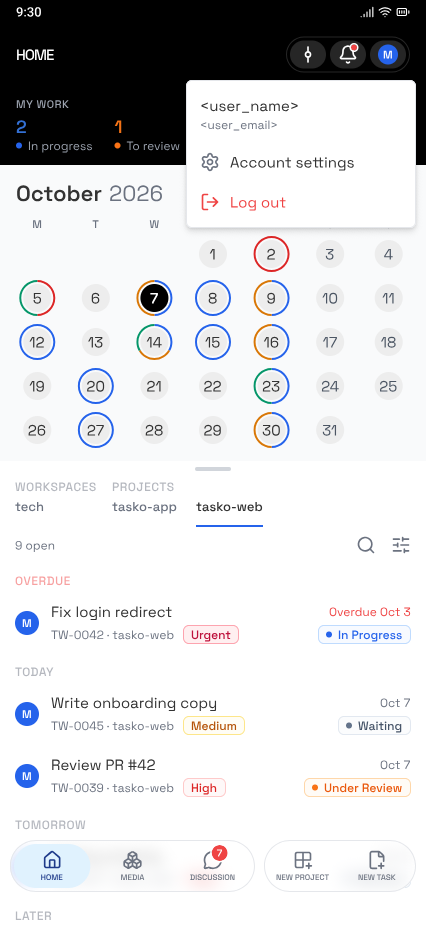 9:30
HOME
M
MY WORK
2
In progress
1
To review
<user_name>
<user_email>
Account settings
Log out
October 2026
M T W
1 2 3 4
5 6 7 8 9 10 11
12 13 14 15 16 17 18
19 20 21 22 23 24 25
26 27 28 29 30 31
WORKSPACES PROJECTS
tech tasko-app tasko-web
9 open
OVERDUE
M Fix login redirect Overdue Oct 3
TW-0042 · tasko-web Urgent In Progress
TODAY
M Write onboarding copy Oct 7
TW-0045 · tasko-web Medium Waiting
M Review PR #42 Oct 7
TW-0039 · tasko-web High Under Review
TOMORROW
7
HOME MEDIA DISCUSSION NEW PROJECT NEW TASK
LATER